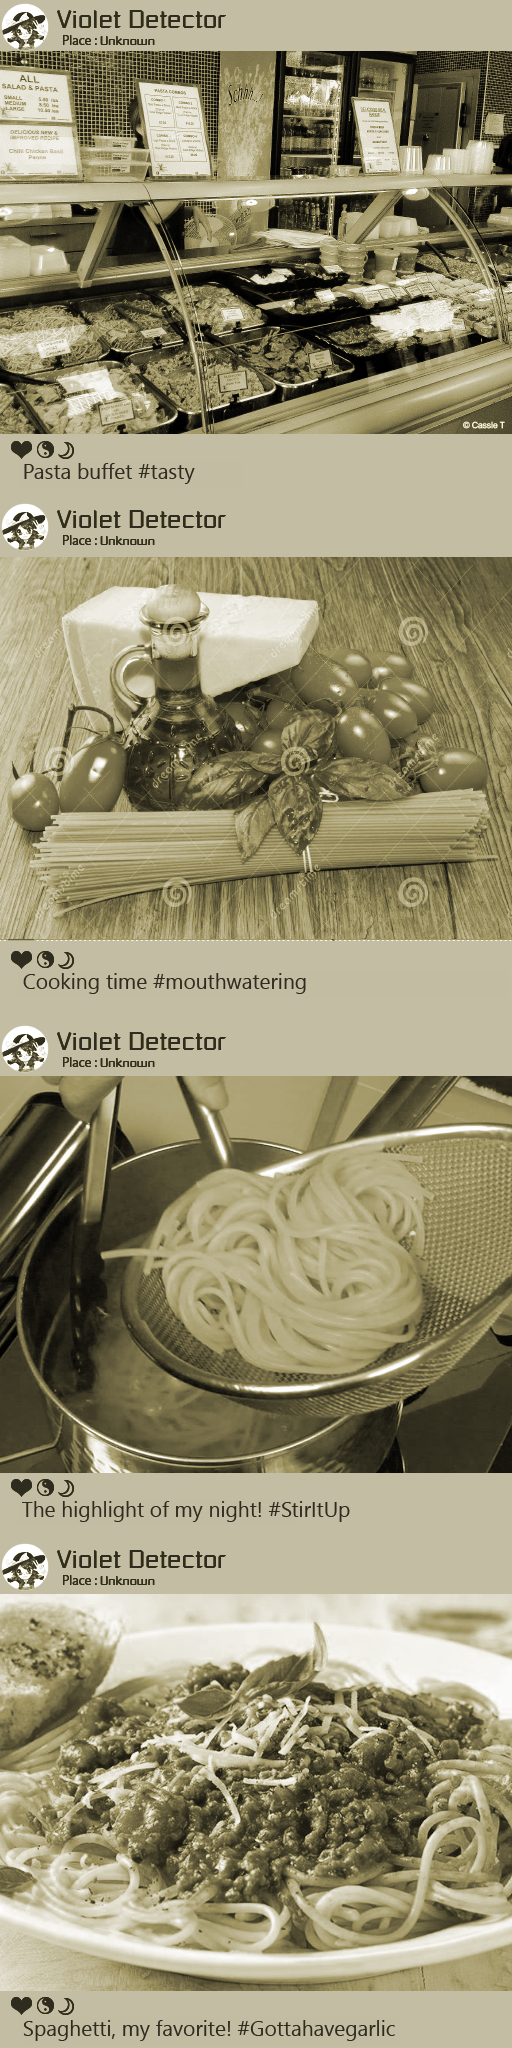 Violet Detector
Place : Unknown
ALL
SALAD & PASTA
SMALL
MEDIUM
LARGE
DELICIOUS NEW &
IMPROVED RECIPE
Chilli Chicken Basil
Penne
PASTA COMBOS
© Cassie T
Pasta buffet #tasty
Violet Detector
Place : Unknown
dreamstime
Cooking time #mouthwatering
Violet Detector
Place : Unknown
The highlight of my night! #StirItUp
Violet Detector
Place : Unknown
Spaghetti, my favorite! #Gottahavegarlic